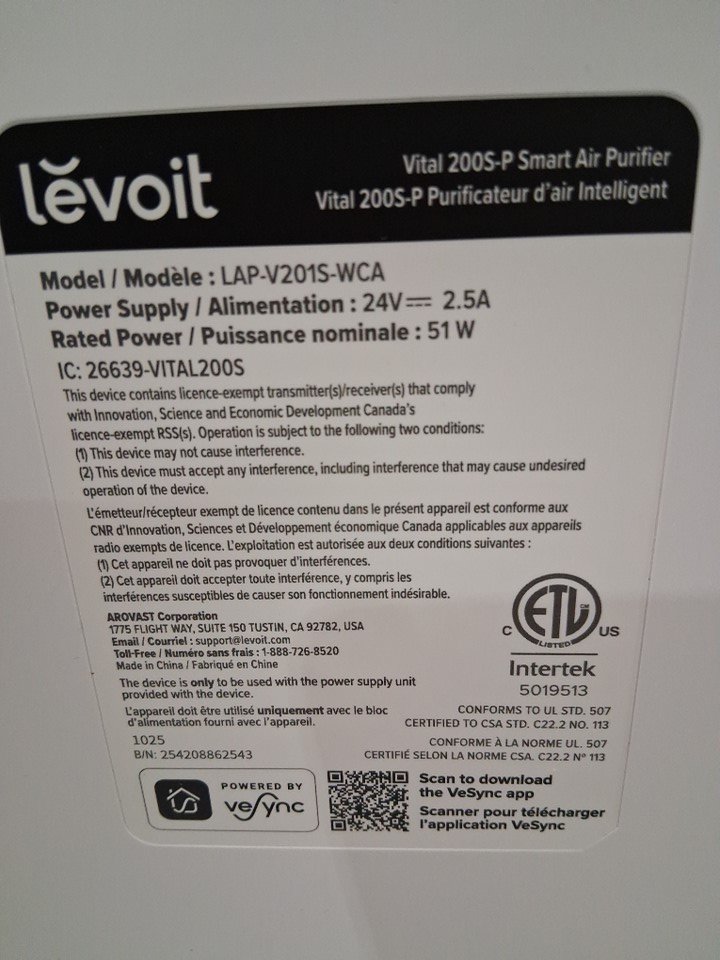 lĕvoit
Vital 200S-P Smart Air Purifier
Vital 200S-P Purificateur d'air Intelligent
Model / Modèle : LAP-V201S-WCA
Power Supply / Alimentation : 24V⎓ 2.5A
Rated Power / Puissance nominale : 51 W
IC: 26639-VITAL200S
This device contains licence-exempt transmitter(s)/receiver(s) that comply
with Innovation, Science and Economic Development Canada's
licence-exempt RSS(s). Operation is subject to the following two conditions:
(1) This device may not cause interference.
(2) This device must accept any interference, including interference that may cause undesired
operation of the device.
L'émetteur/récepteur exempt de licence contenu dans le présent appareil est conforme aux
CNR d'Innovation, Sciences et Développement économique Canada applicables aux appareils
radio exempts de licence. L'exploitation est autorisée aux deux conditions suivantes :
(1) Cet appareil ne doit pas provoquer d'interférences.
(2) Cet appareil doit accepter toute interférence, y compris les
interférences susceptibles de causer son fonctionnement indésirable.
AROVAST Corporation
1775 FLIGHT WAY, SUITE 150 TUSTIN, CA 92782, USA
Email / Courriel : support@levoit.com
Toll-Free / Numéro sans frais : 1-888-726-8520
Made in China / Fabriqué en Chine
The device is only to be used with the power supply unit
provided with the device.
L'appareil doit être utilisé uniquement avec le bloc
d'alimentation fourni avec l'appareil.
1025
B/N: 254208862543
ETL CM
C LISTED US
Intertek
5019513
CONFORMS TO UL STD. 507
CERTIFIED TO CSA STD. C22.2 NO. 113
CONFORME À LA NORME UL. 507
CERTIFIÉ SELON LA NORME CSA. C22.2 Nº 113
POWERED BY
vesync
Scan to download
the VeSync app
Scanner pour télécharger
l'application VeSync